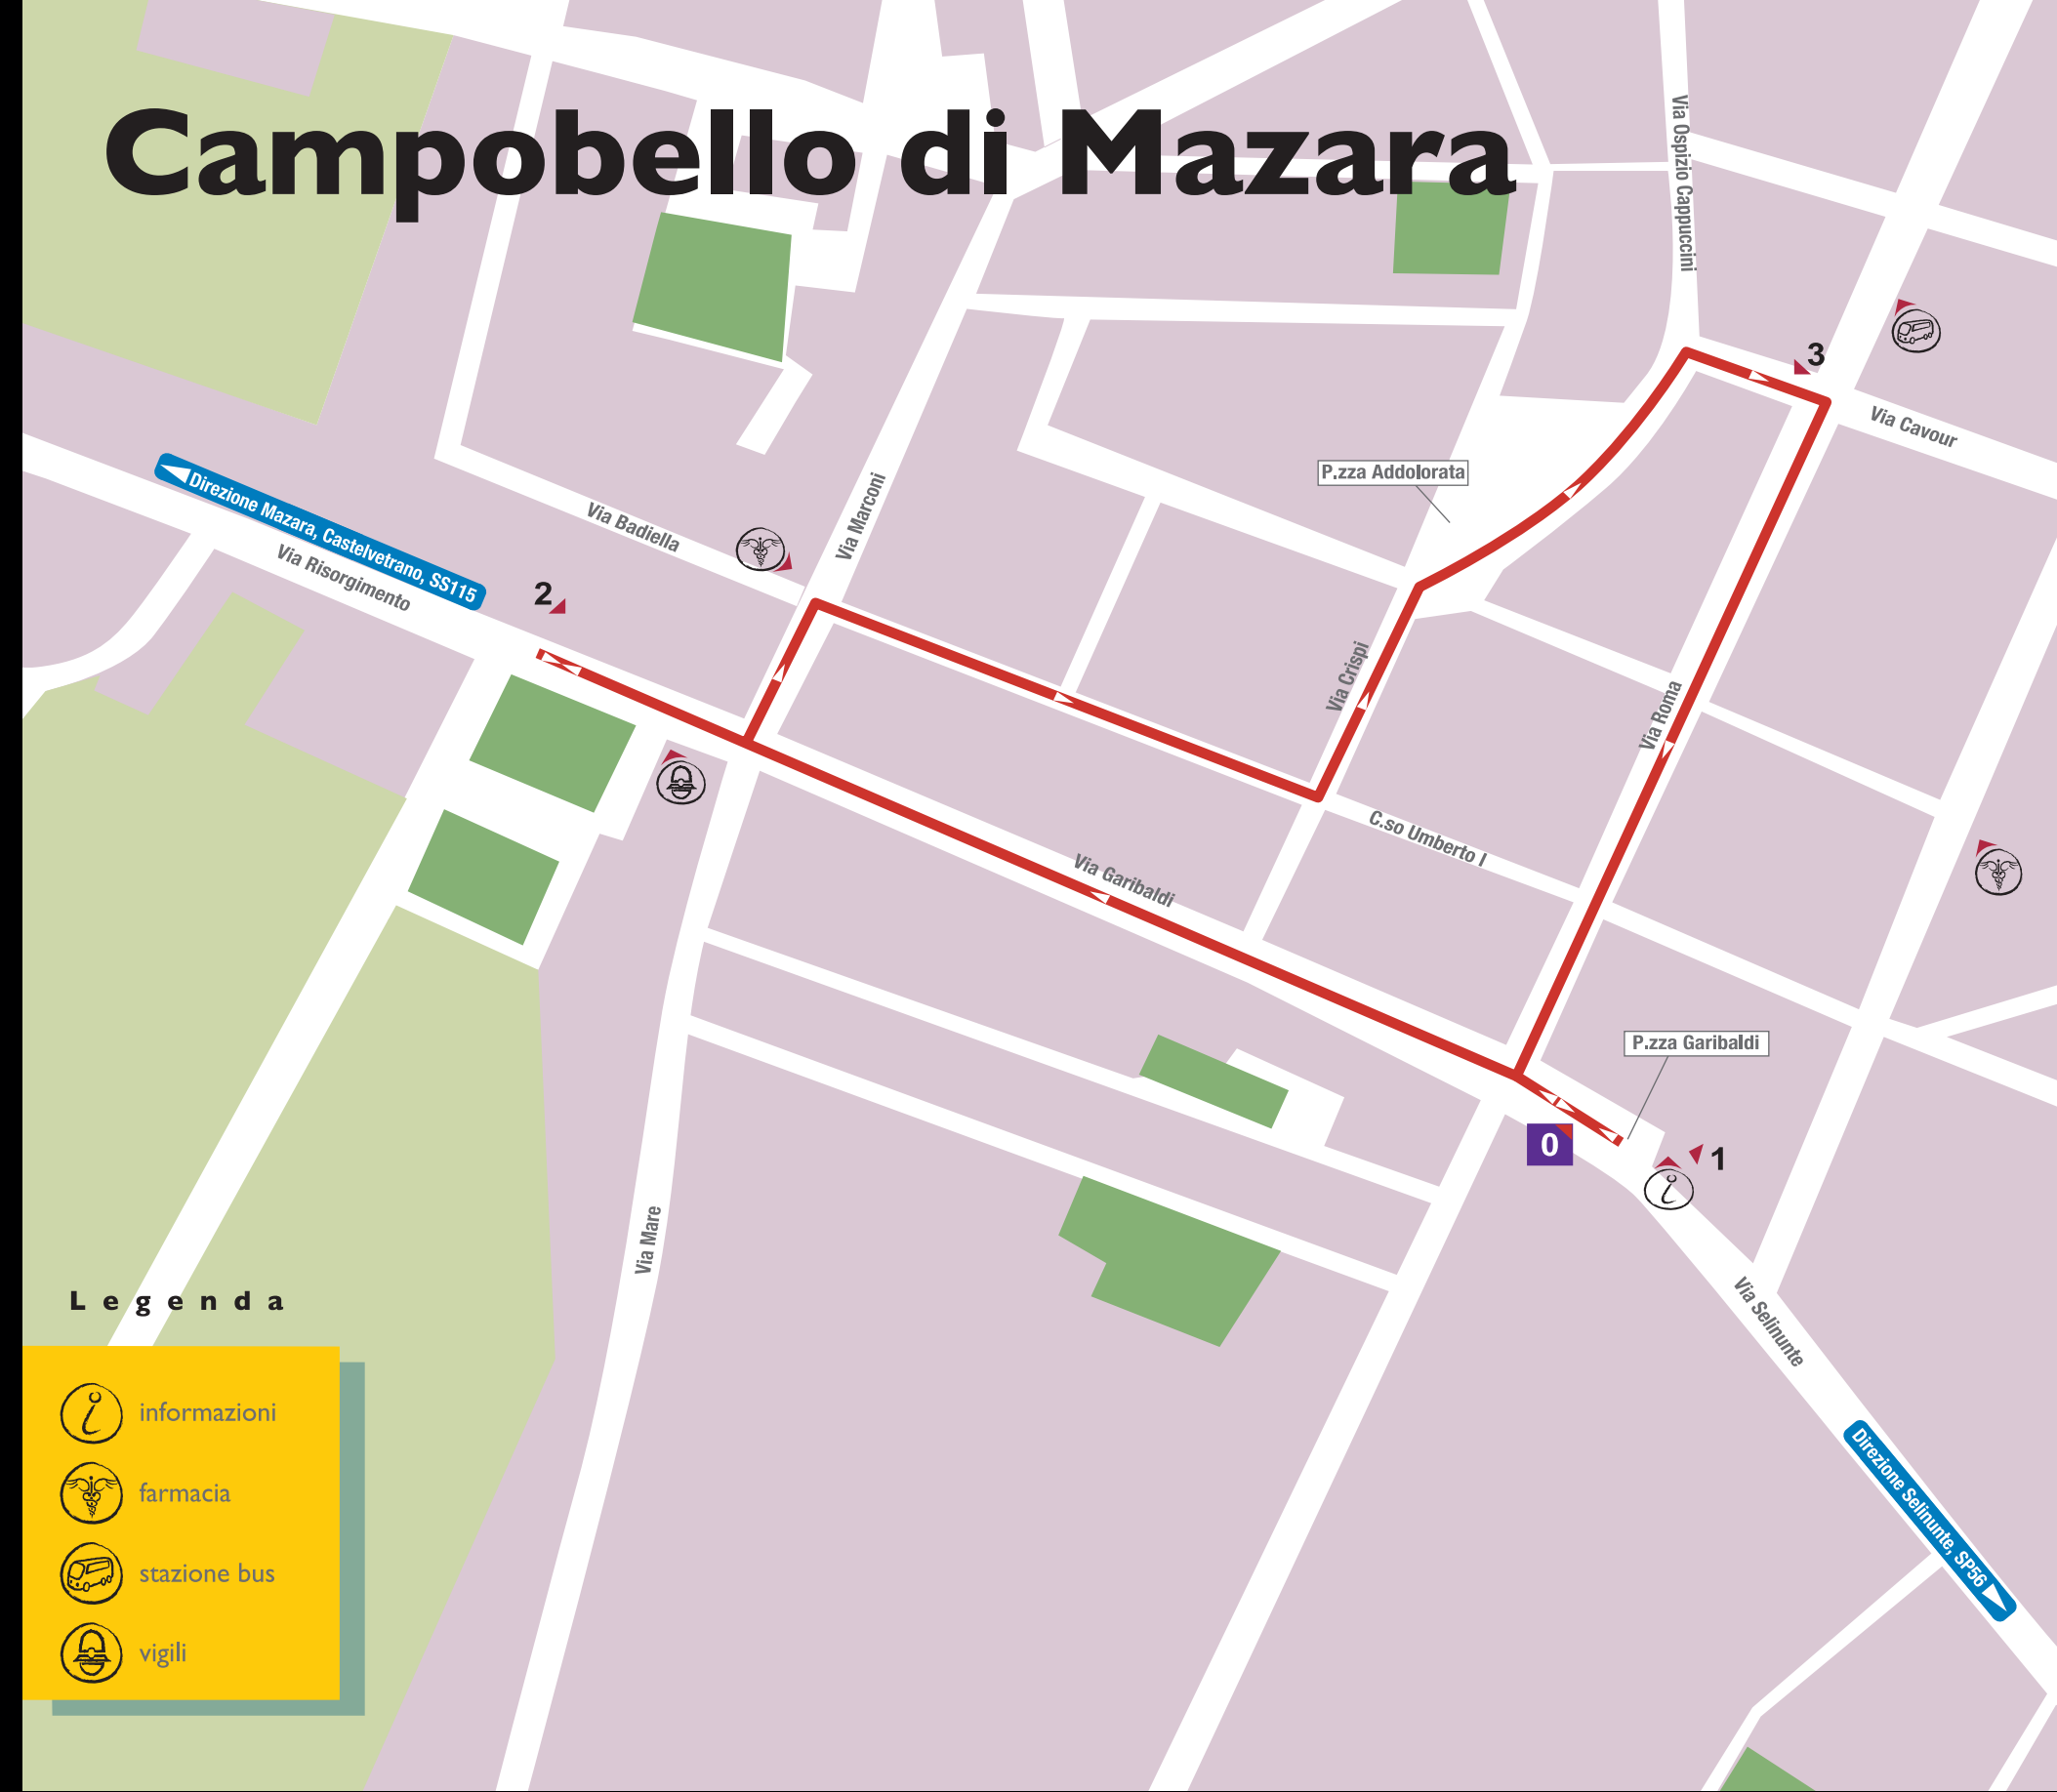 Campobello di Mazara
Via Ospizio Cappuccini
3
Via Cavour
P.zza Addolorata
Direzione Mazara, Castelvetrano, SS115
Via Risorgimento
Via Badiella
Via Marconi
2
Via Crispi
Via Roma
C.so Umberto I
Via Garibaldi
P.zza Garibaldi
0
1
Via Mare
Via Selinunte
Direzione Selinunte, SP56
Legenda
informazioni
farmacia
stazione bus
vigili